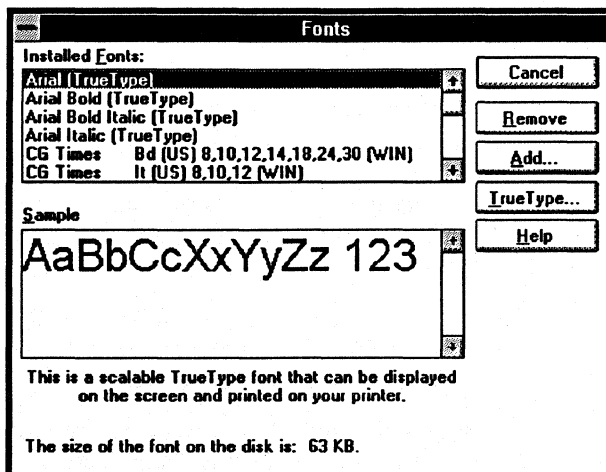 Fonts
Installed Fonts:
Arial (TrueType)
Arial Bold (TrueType)
Arial Bold Italic (TrueType)
Arial Italic (TrueType)
CG Times Bd (US) 8,10,12,14,18,24,30 (WIN)
CG Times It (US) 8,10,12 (WIN)
Cancel
Remove
Add...
TrueType...
Help
Sample
AaBbCcXxYyZz 123
This is a scalable TrueType font that can be displayed
on the screen and printed on your printer.
The size of the font on the disk is: 63 KB.